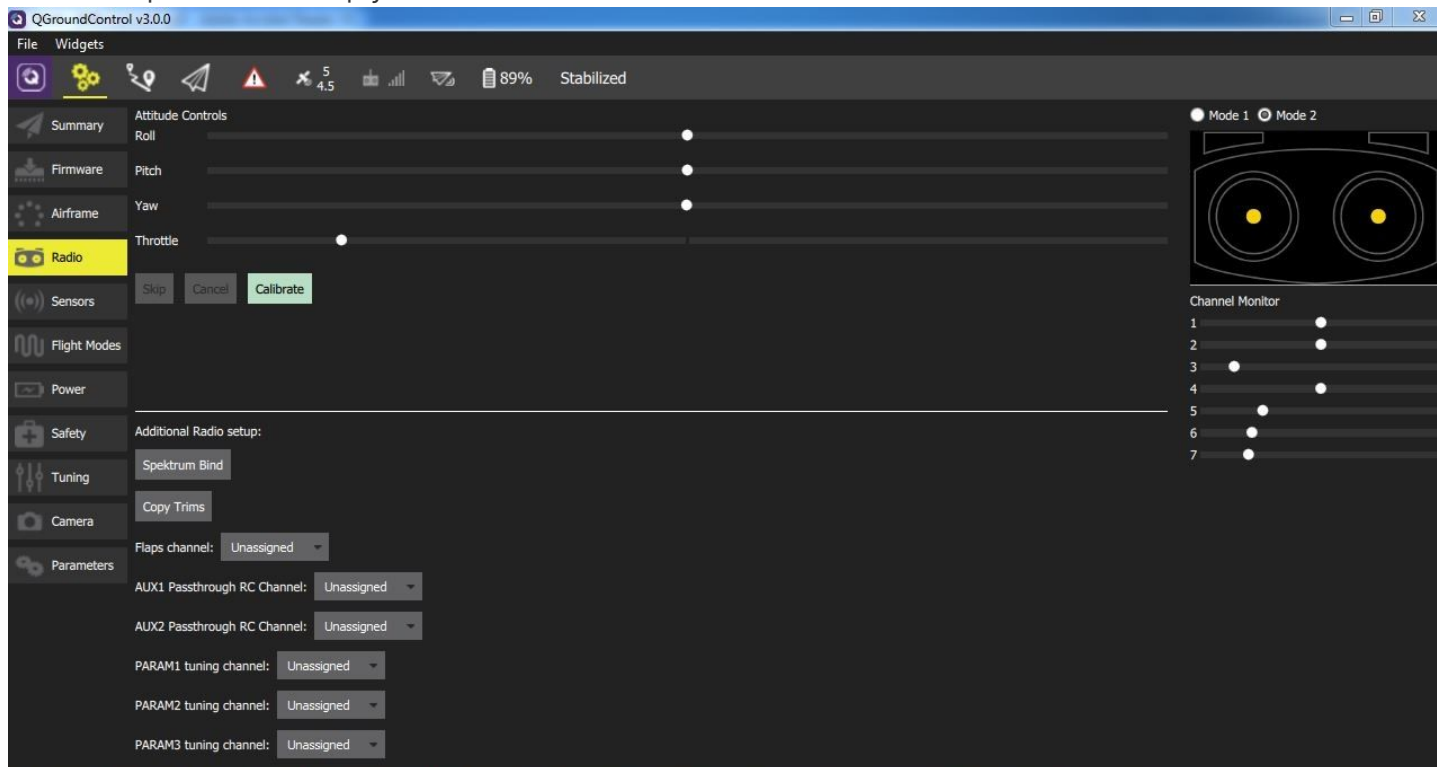 QGroundControl v3.0.0
File Widgets
5
4.5
89%
Stabilized
Summary
Firmware
Airframe
Radio
Sensors
Flight Modes
Power
Safety
Tuning
Camera
Parameters
Attitude Controls
Roll
Pitch
Yaw
Throttle
Skip Cancel Calibrate
Additional Radio setup:
Spektrum Bind
Copy Trims
Flaps channel: Unassigned
AUX1 Passthrough RC Channel: Unassigned
AUX2 Passthrough RC Channel: Unassigned
PARAM1 tuning channel: Unassigned
PARAM2 tuning channel: Unassigned
PARAM3 tuning channel: Unassigned
Mode 1 Mode 2
Channel Monitor
1
2
3
4
5
6
7